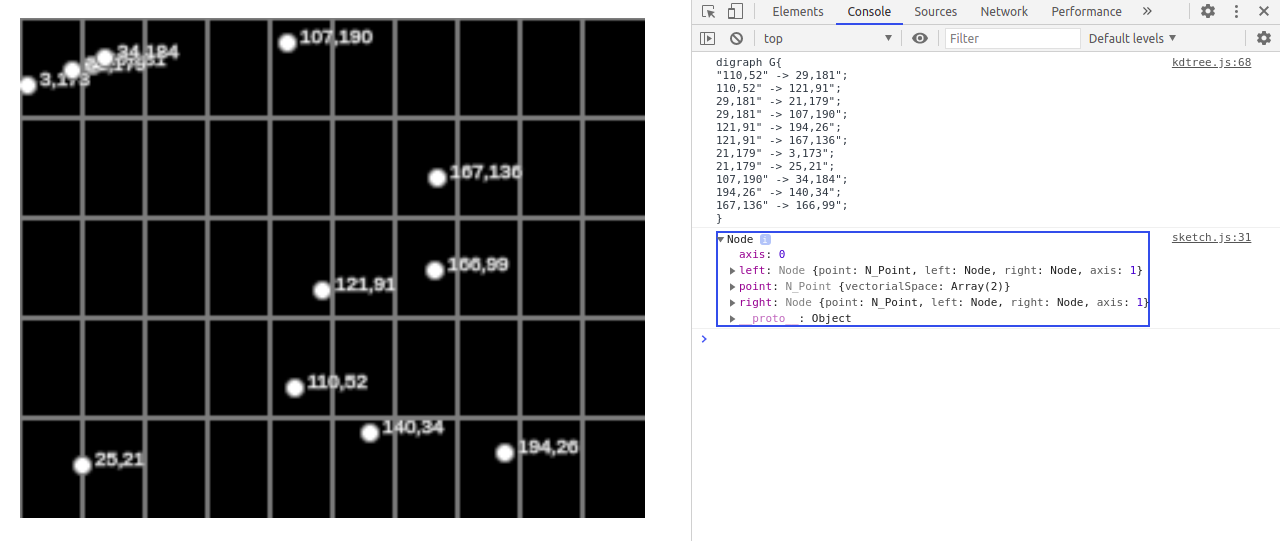 107,190
34,184
3,173
167,136
166,99
121,91
110,52
140,34
194,26
25,21
Elements Console Sources Network Performance »
top Filter Default levels
digraph G{ kdtree.js:68
"110,52" -> 29,181";
110,52" -> 121,91";
29,181" -> 21,179";
29,181" -> 107,190";
121,91" -> 194,26";
121,91" -> 167,136";
21,179" -> 3,173";
21,179" -> 25,21";
107,190" -> 34,184";
194,26" -> 140,34";
167,136" -> 166,99";
}
Node i sketch.js:31
axis: 0
left: Node {point: N_Point, left: Node, right: Node, axis: 1}
point: N_Point {vectorialSpace: Array(2)}
right: Node {point: N_Point, left: Node, right: Node, axis: 1}
__proto__: Object